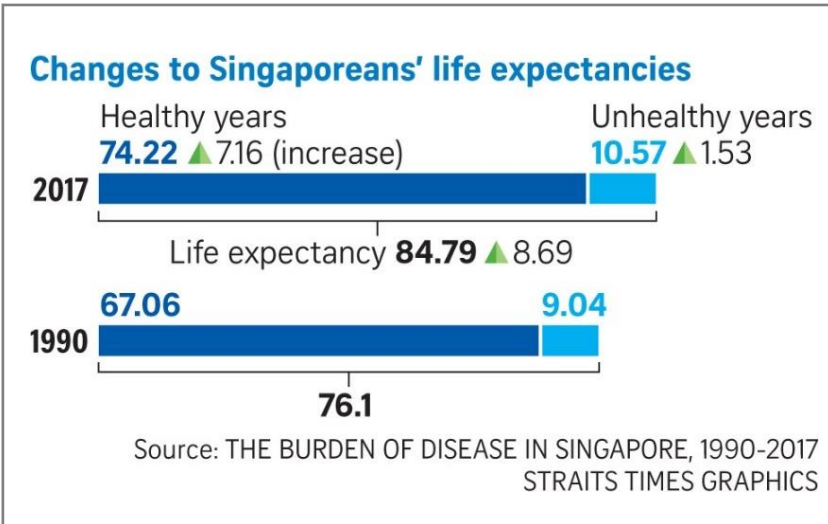 Changes to Singaporeans' life expectancies
Healthy years
74.22 ▲7.16 (increase)
Unhealthy years
10.57▲1.53
2017
Life expectancy 84.79 ▲8.69
67.06
9.04
1990
76.1
Source: THE BURDEN OF DISEASE IN SINGAPORE, 1990-2017
STRAITS TIMES GRAPHICS